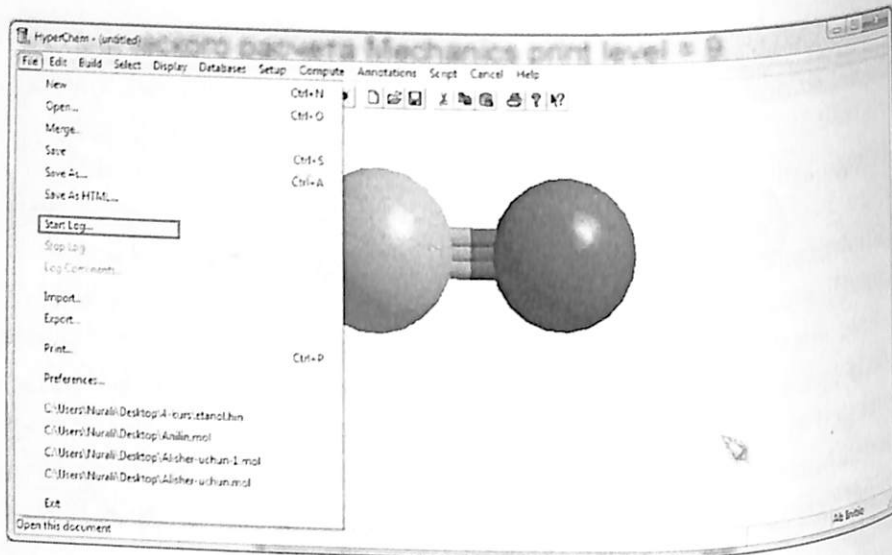 HyperChem - (untitled)
расчета Mechanics print level = 9
File Edit Build Select Display Databases Setup Compute Annotations Script Cancel Help
New Ctrl+N
Open... Ctrl+O
Merge...
Save Ctrl+S
Save As... Ctrl+A
Save As HTML...
Start Log...
Stop Log
Log Comments...
Import...
Export...
Print... Ctrl+P
Preferences...
C:\Users\Nurali\Desktop\4-curs\etanol.hin
C:\Users\Nurali\Desktop\Anilin.mol
C:\Users\Nurali\Desktop\Alisher-uchun-1.mol
C:\Users\Nurali\Desktop\Alisher-uchun.mol
Exit
Open this document
Ab Initio